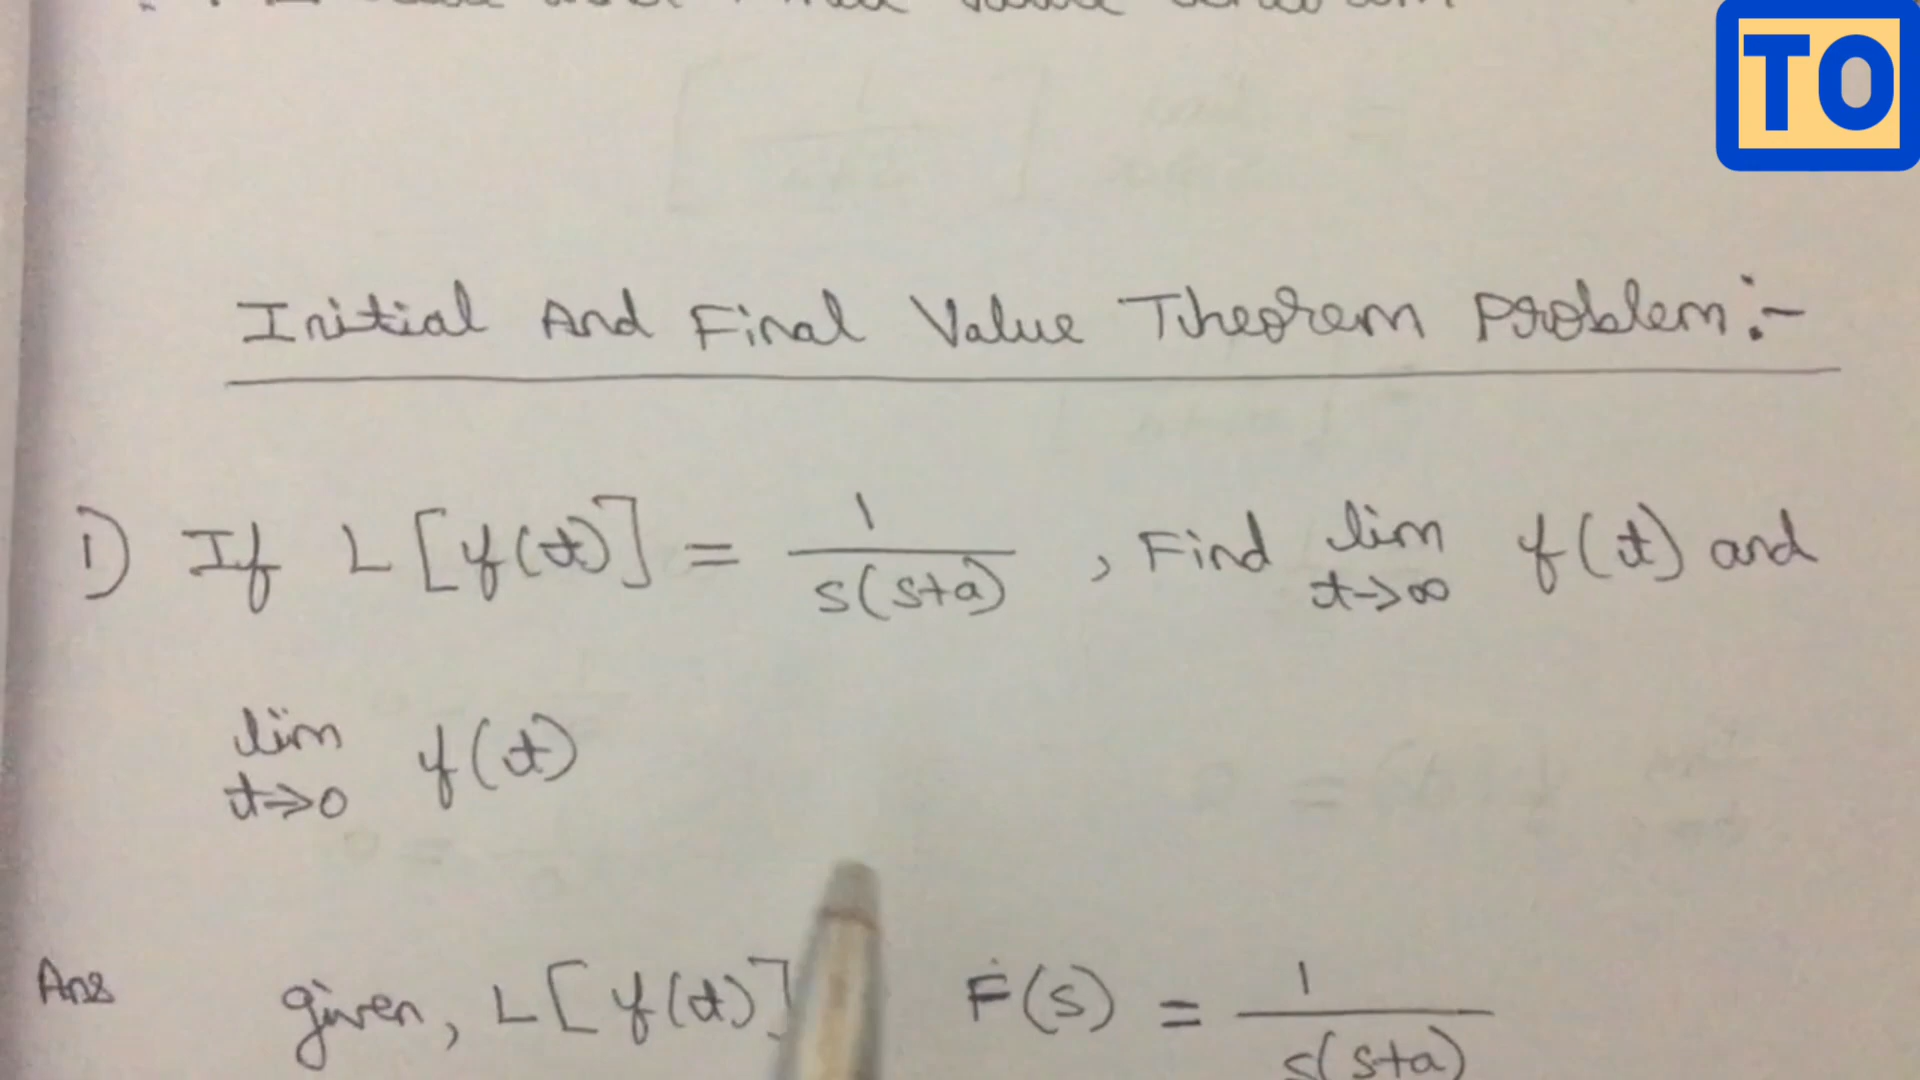 TO
Initial And Final Value Theorem Problem :-
1) If L[f(t)] = 1/s(s+a) , Find lim t->∞ f(t) and
lim t->0 f(t)
Ans given, L[f(t)] F(s) = 1/s(s+a)